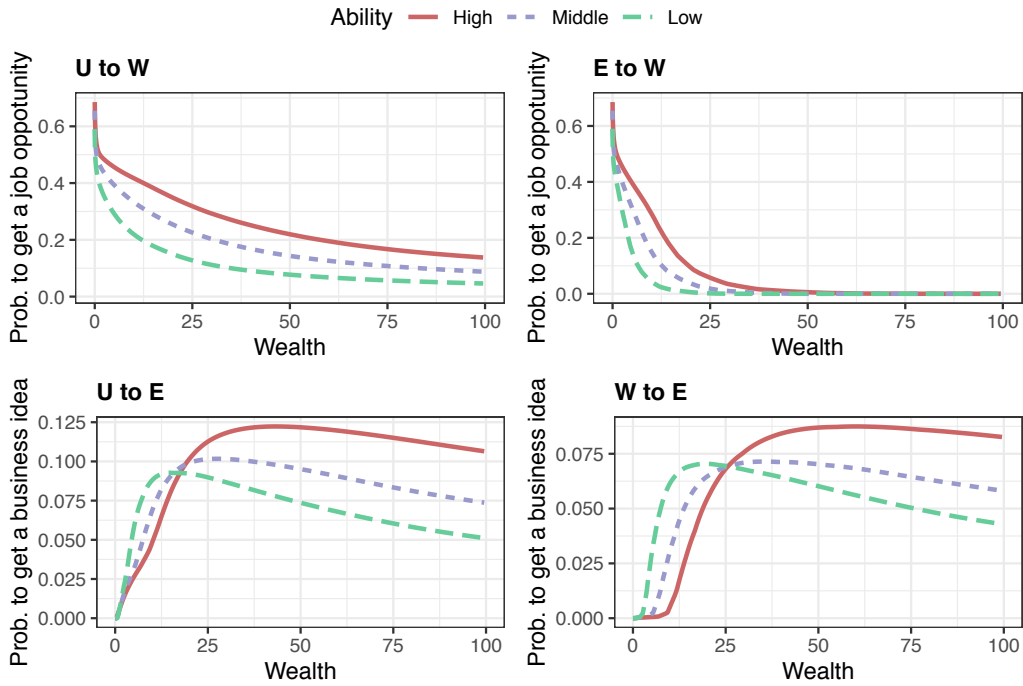 Ability High Middle Low
U to W
Prob. to get a job oppotunity
0.6
0.4
0.2
0.0
0 25 50 75 100
Wealth
E to W
Prob. to get a job oppotunity
0.6
0.4
0.2
0.0
0 25 50 75 100
Wealth
U to E
Prob. to get a business idea
0.125
0.100
0.075
0.050
0.025
0.000
0 25 50 75 100
Wealth
W to E
Prob. to get a business idea
0.075
0.050
0.025
0.000
0 25 50 75 100
Wealth